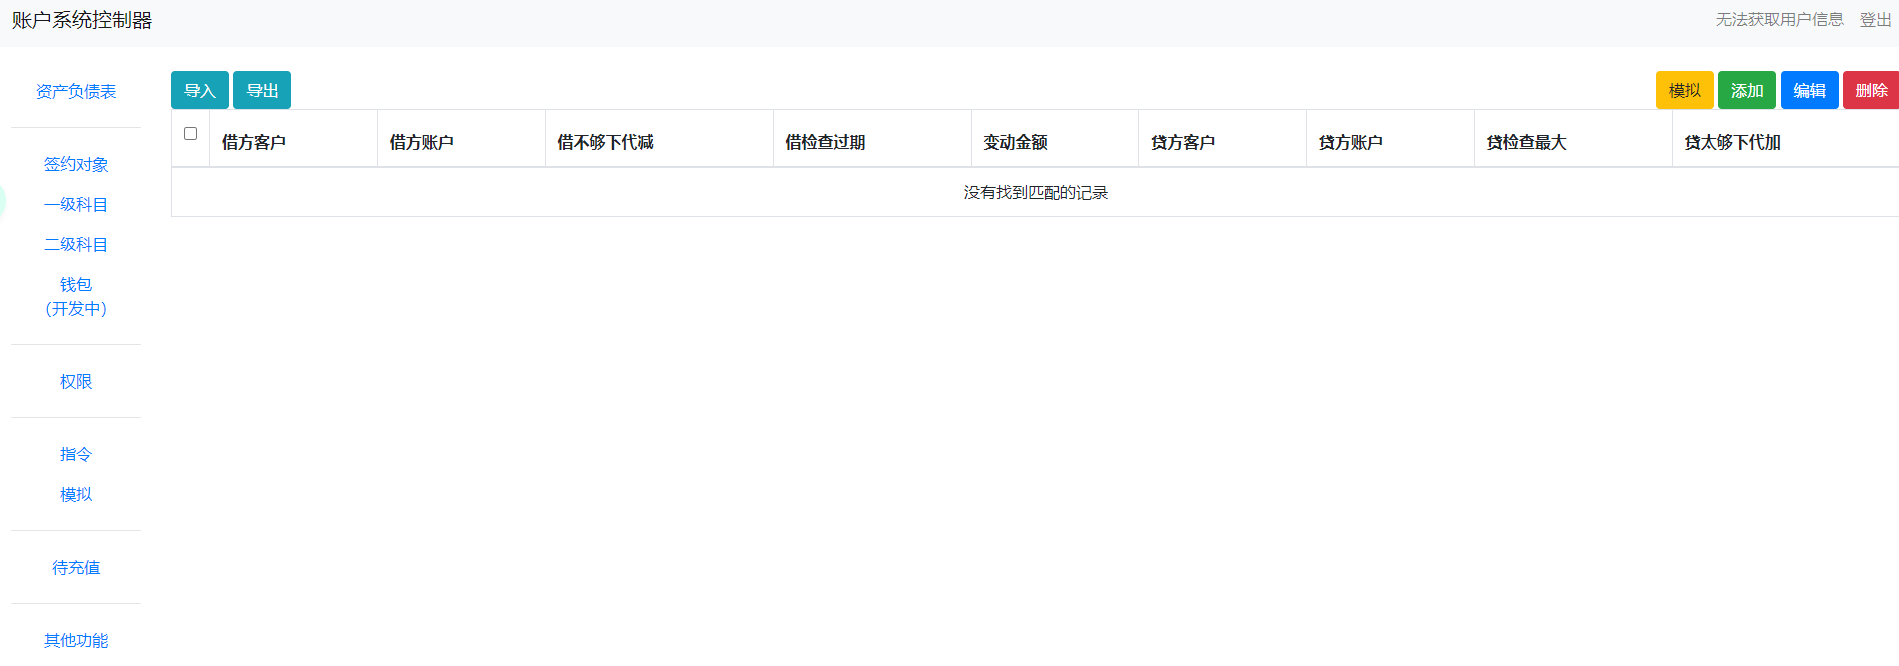 账户系统控制器
无法获取用户信息 登出
资产负债表
签约对象
一级科目
二级科目
钱包
（开发中）
权限
指令
模拟
待充值
其他功能
导入 导出
模拟 添加 编辑 删除
借方客户 借方账户 借不够下代减 借检查过期 变动金额 贷方客户 贷方账户 贷检查最大 贷太够下代加
没有找到匹配的记录